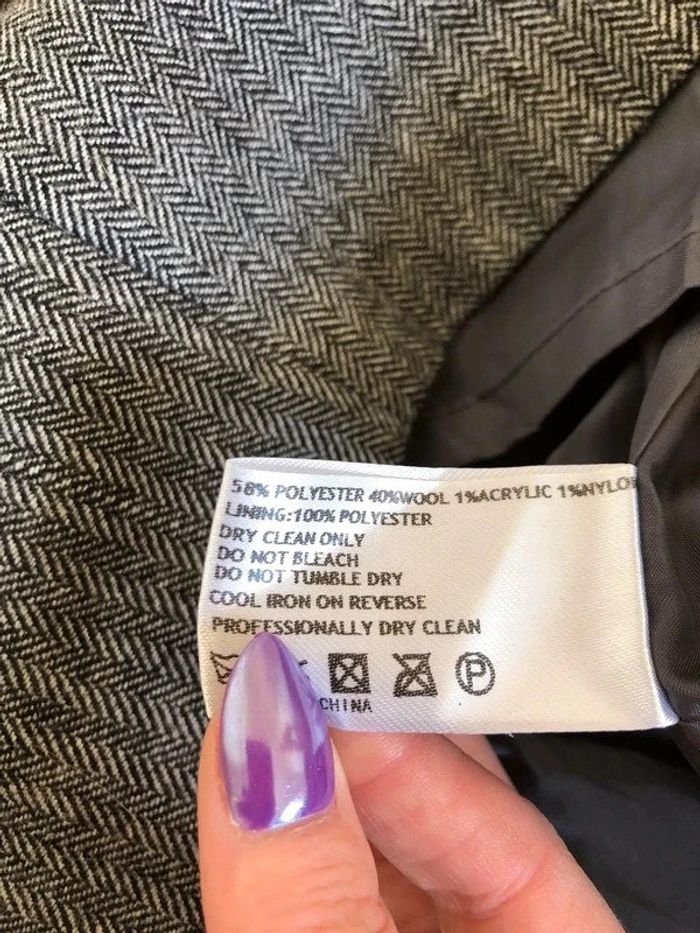 58% POLYESTER 40%WOOL 1%ACRYLIC 1%NYLON
LINING:100% POLYESTER
DRY CLEAN ONLY
DO NOT BLEACH
DO NOT TUMBLE DRY
COOL IRON ON REVERSE
PROFESSIONALLY DRY CLEAN
P
CHINA